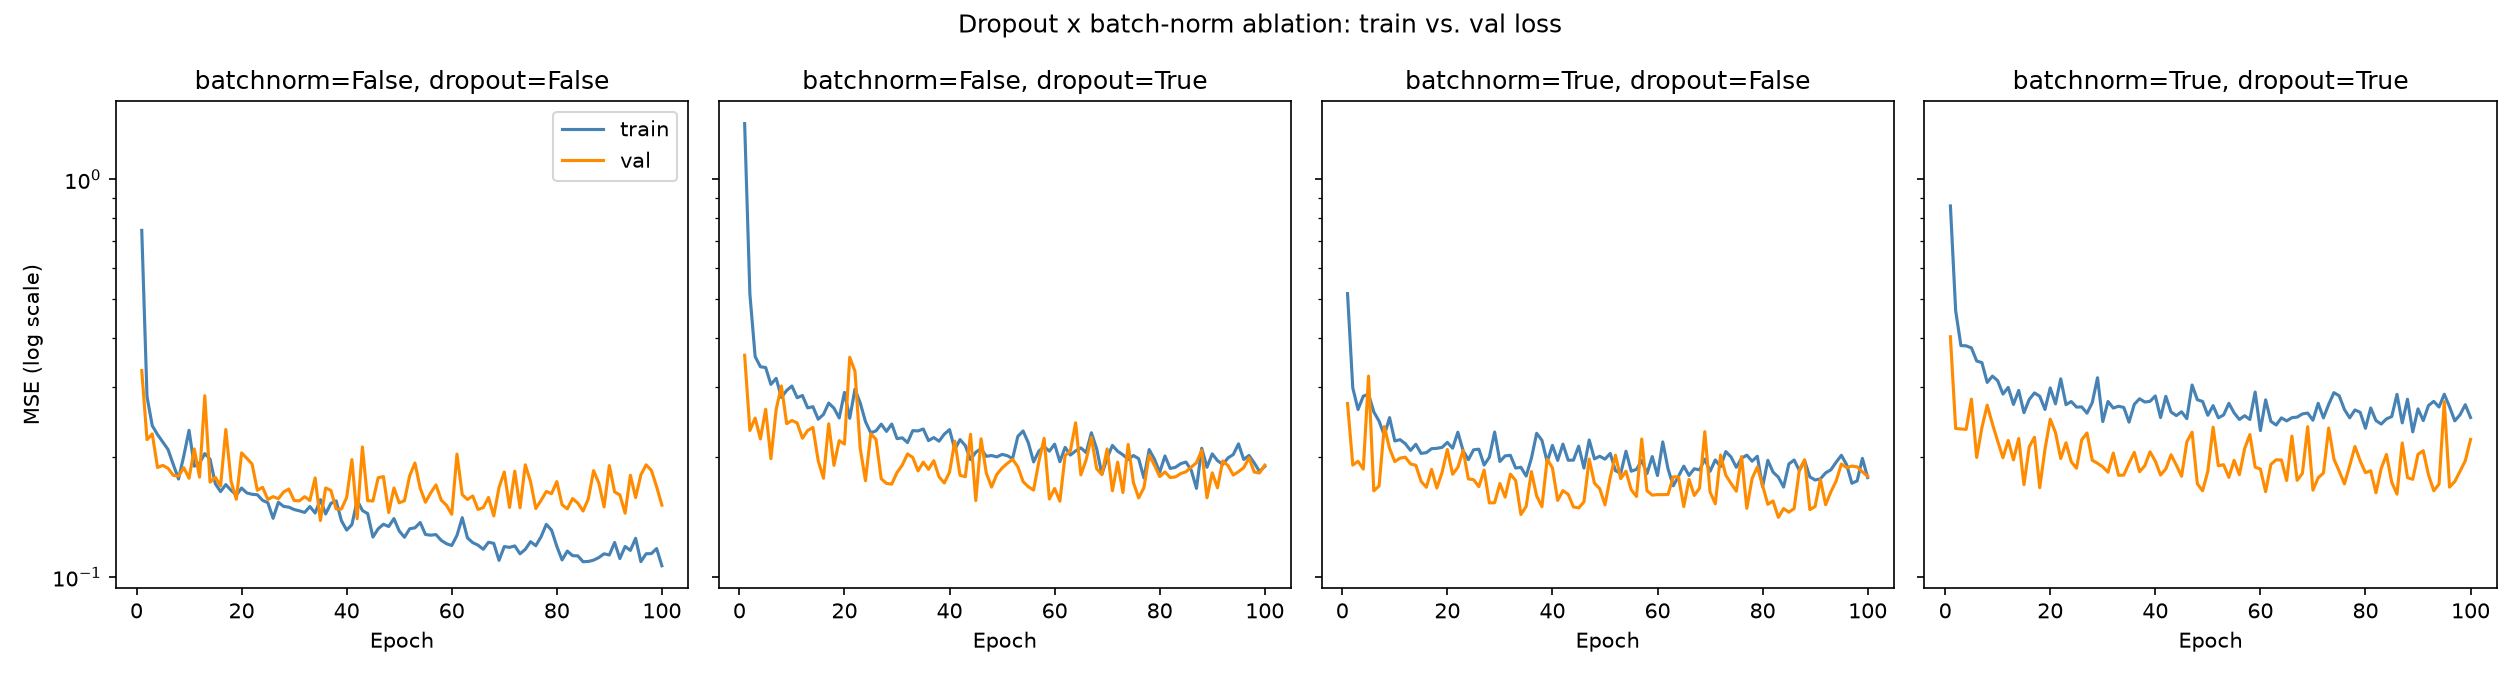 Dropout x batch-norm ablation: train vs. val loss
batchnorm=False, dropout=False
batchnorm=False, dropout=True
batchnorm=True, dropout=False
batchnorm=True, dropout=True
train
val
MSE (log scale)
10⁰
10⁻¹
0 20 40 60 80 100
0 20 40 60 80 100
0 20 40 60 80 100
0 20 40 60 80 100
Epoch
Epoch
Epoch
Epoch